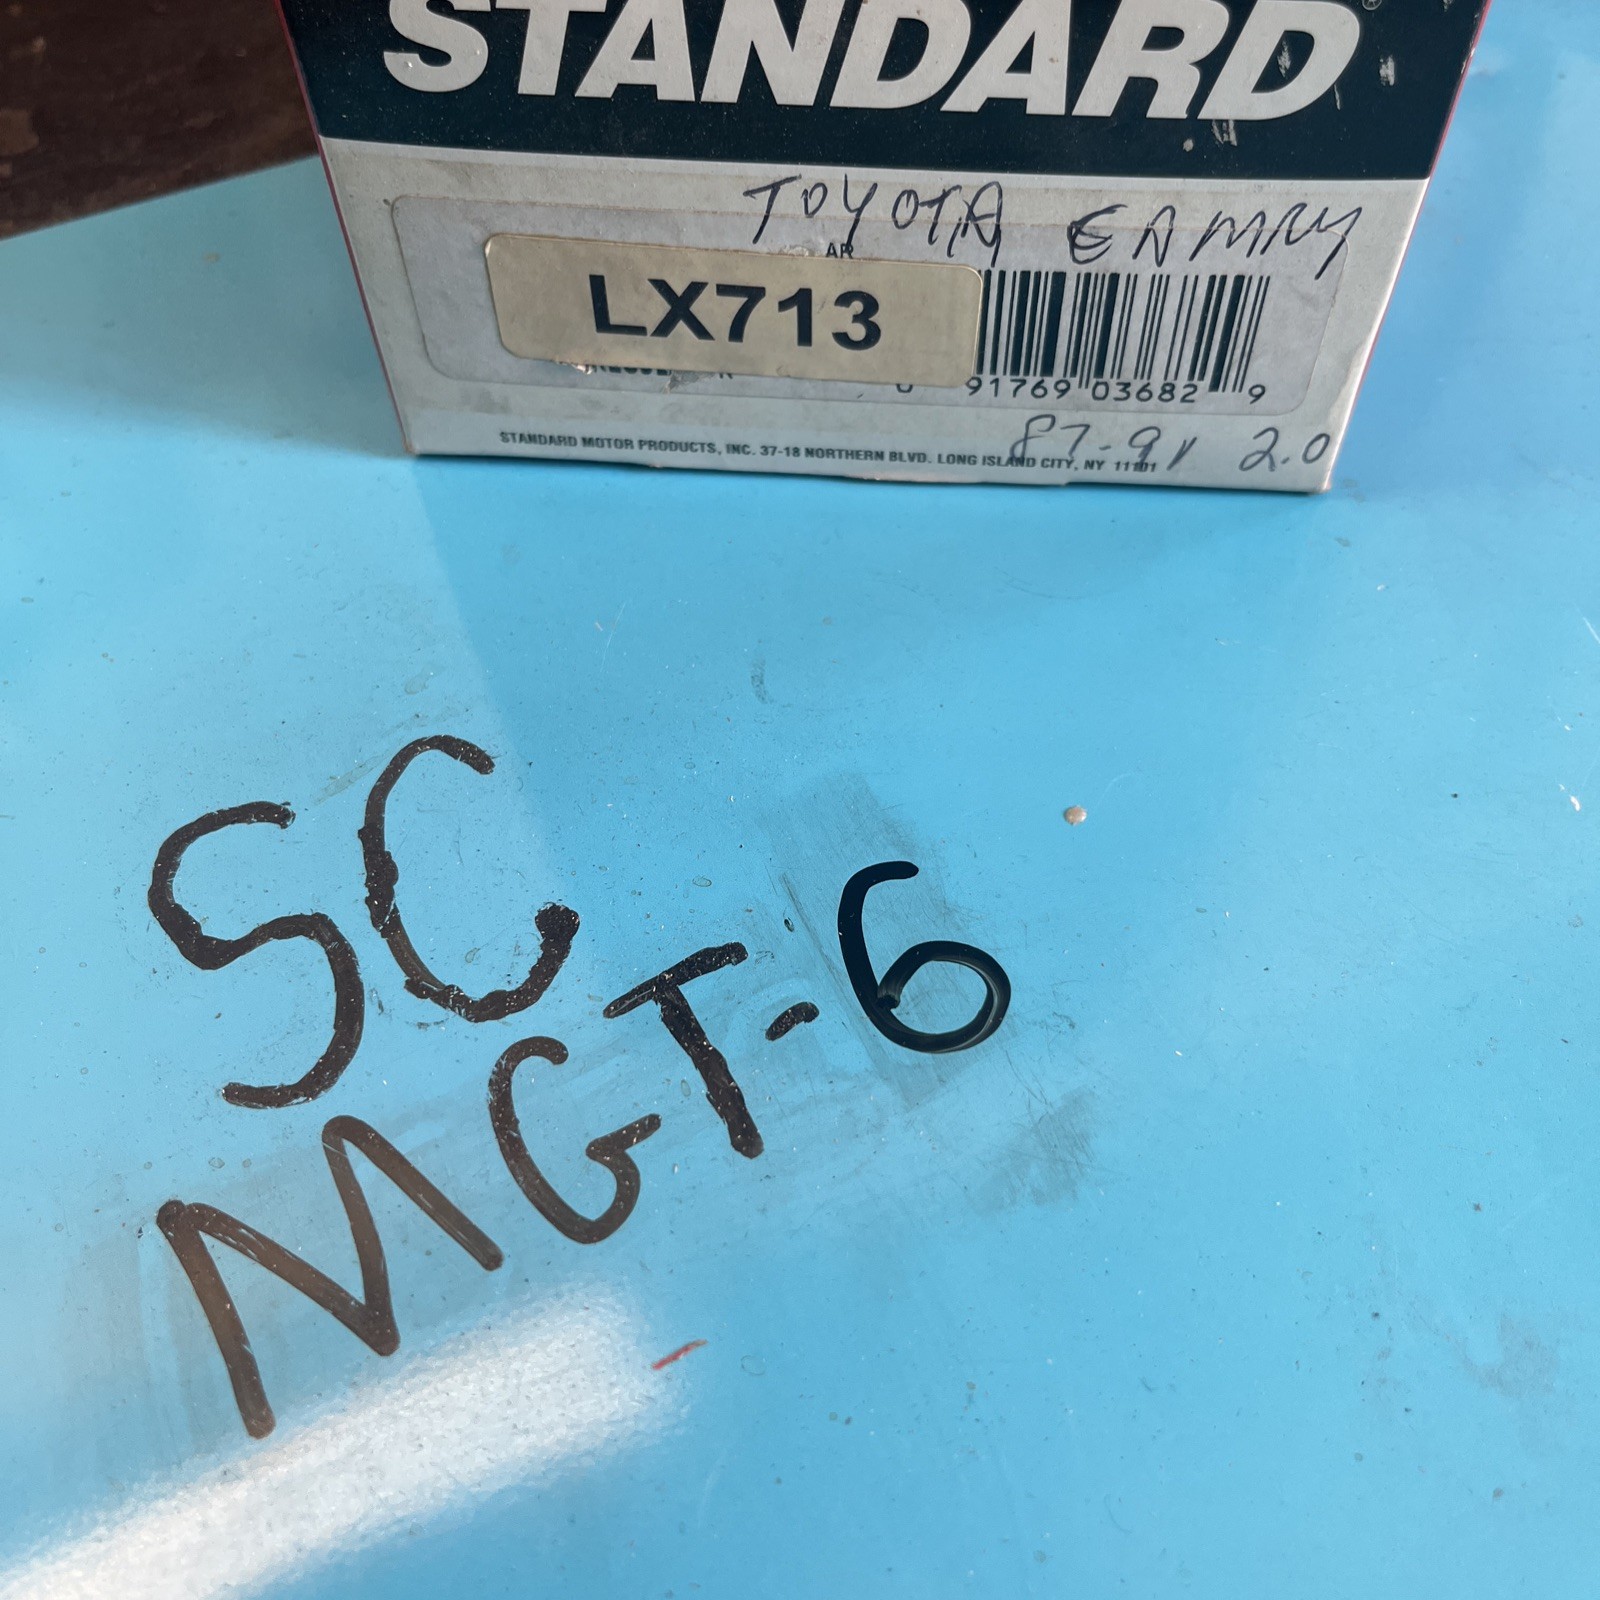 STANDARD®
TOYOTA CAMRY
AR
LX713
0 91769 03682 9
87-91 2.0
STANDARD MOTOR PRODUCTS, INC. 37-18 NORTHERN BLVD. LONG ISLAND CITY, NY 11101
SC
MGT-6